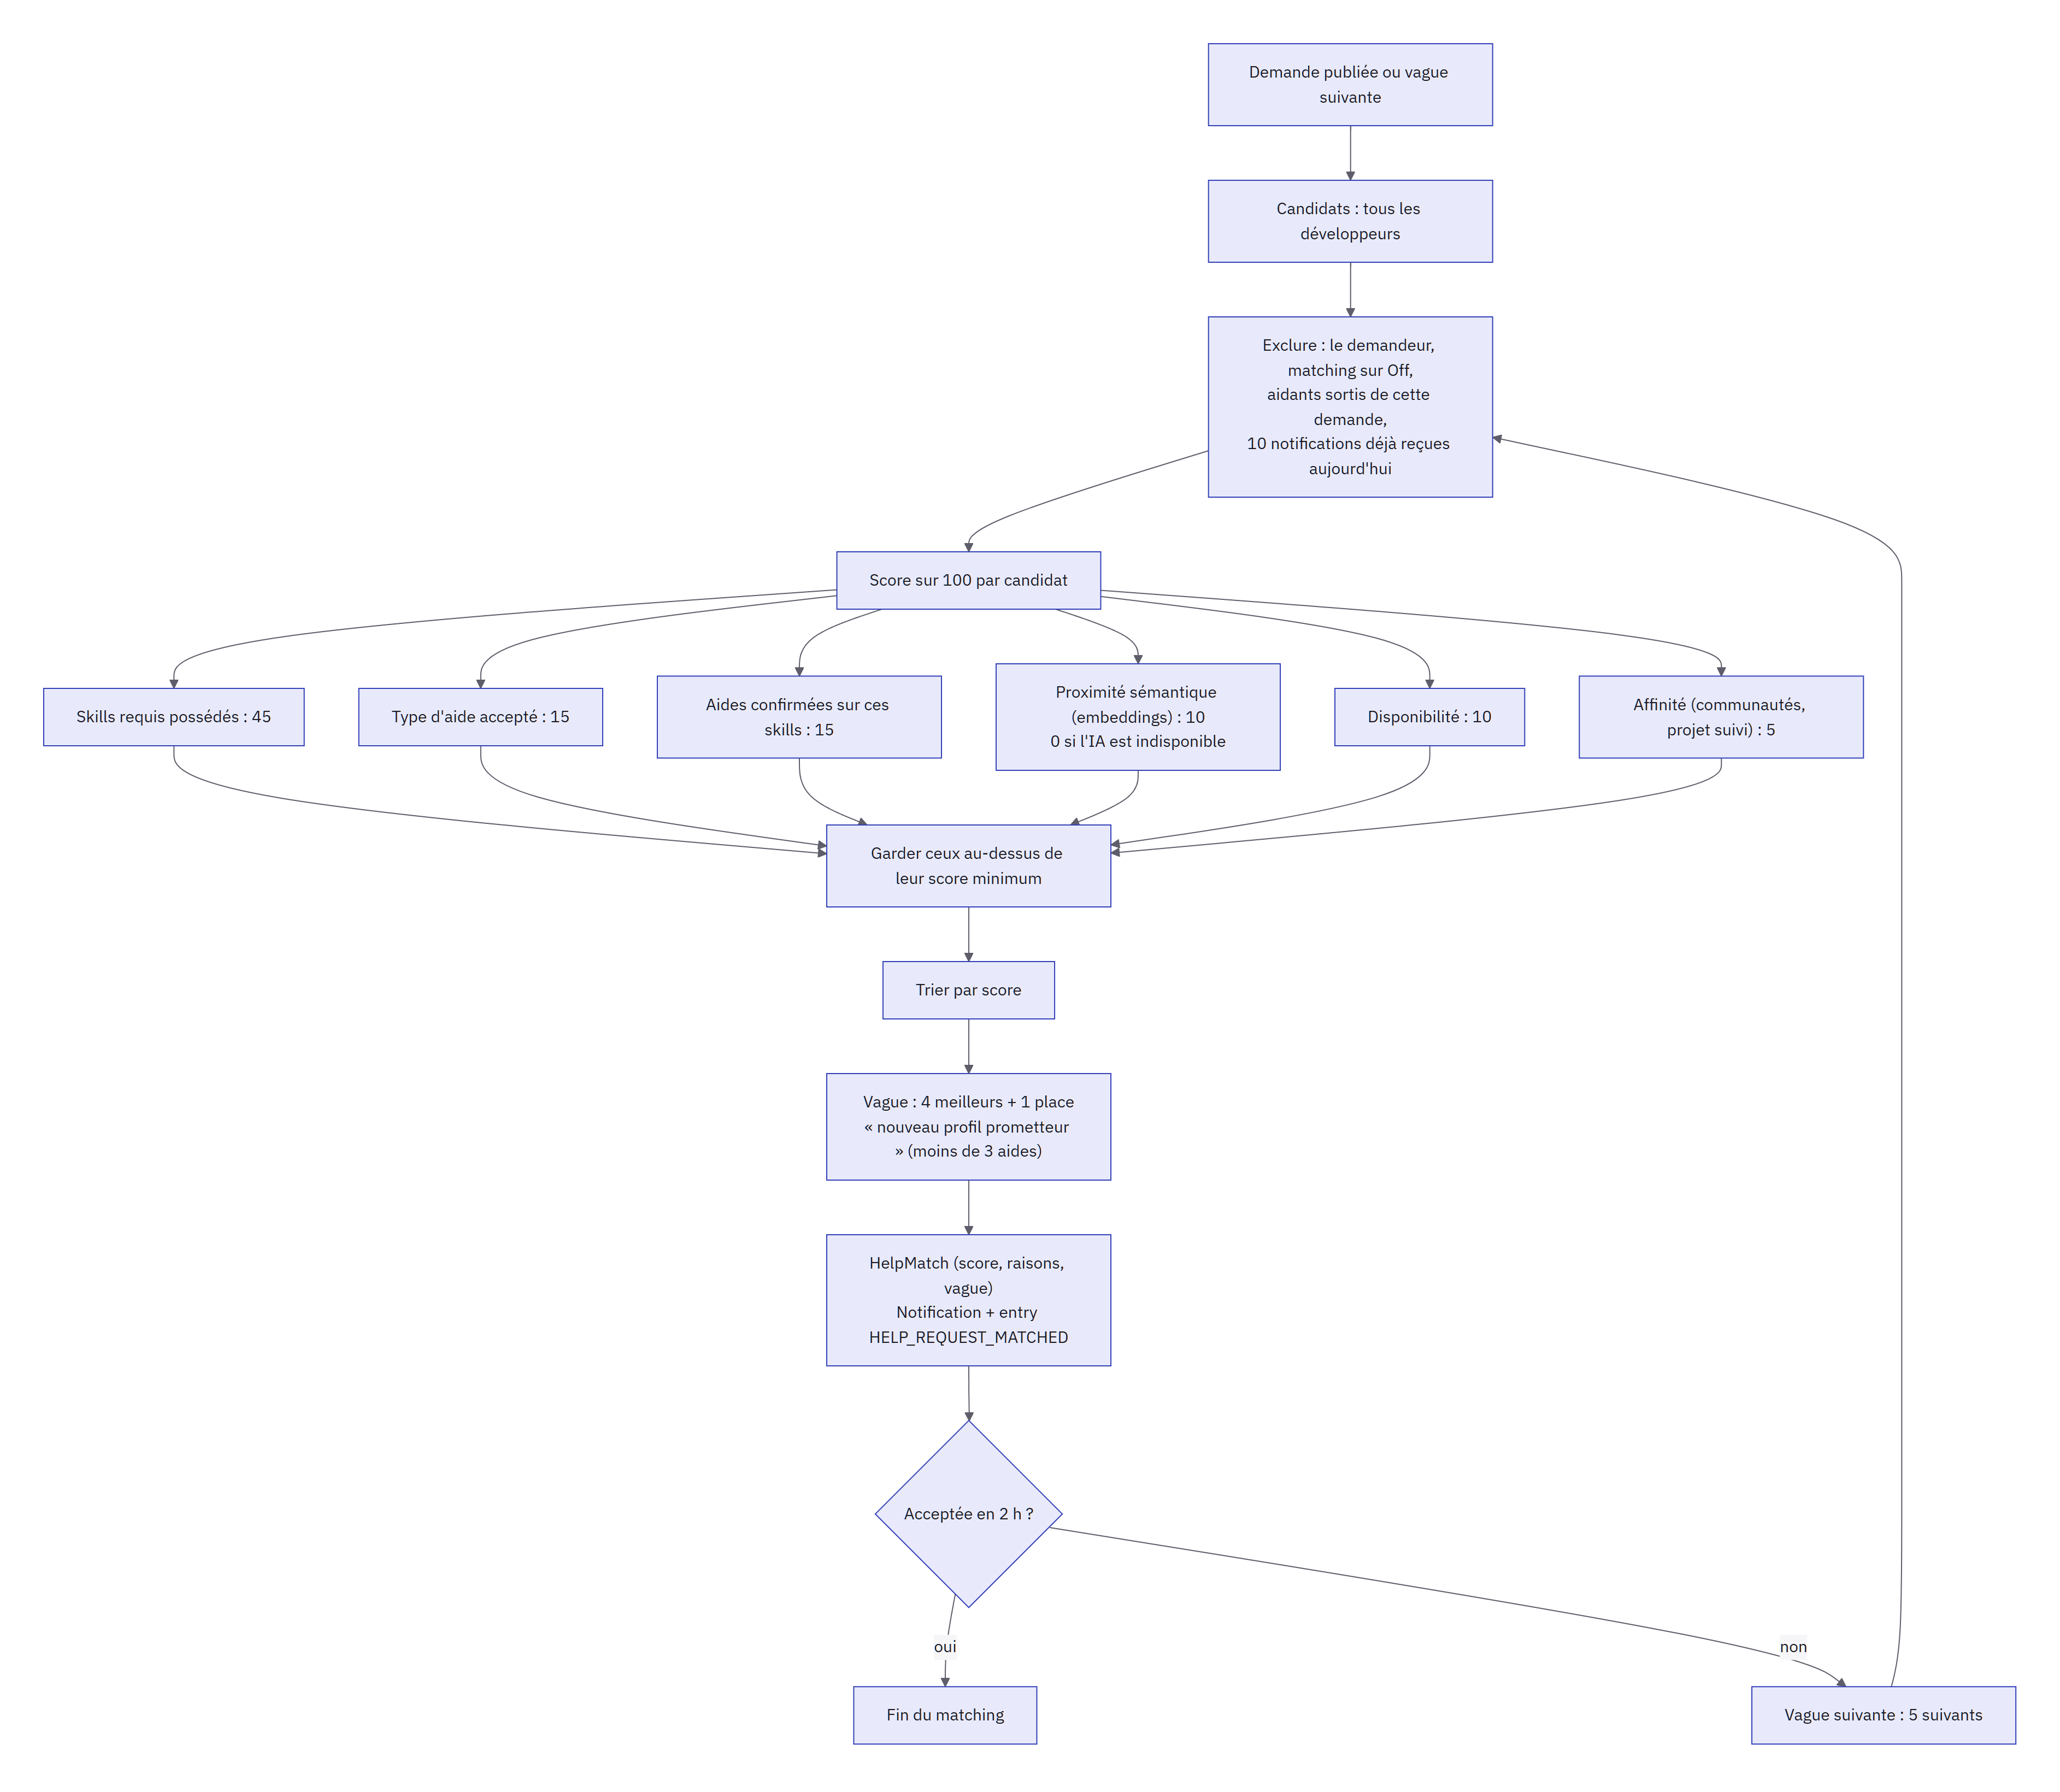 Demande publiée ou vague
suivante
Candidats : tous les
développeurs
Exclure : le demandeur,
matching sur Off,
aidants sortis de cette
demande,
10 notifications déjà reçues
aujourd'hui
Score sur 100 par candidat
Skills requis possédés : 45
Type d'aide accepté : 15
Aides confirmées sur ces
skills : 15
Proximité sémantique
(embeddings) : 10
0 si l'IA est indisponible
Disponibilité : 10
Affinité (communautés,
projet suivi) : 5
Garder ceux au-dessus de
leur score minimum
Trier par score
Vague : 4 meilleurs + 1 place
« nouveau profil prometteur
» (moins de 3 aides)
HelpMatch (score, raisons,
vague)
Notification + entry
HELP_REQUEST_MATCHED
Acceptée en 2 h ?
oui
non
Fin du matching
Vague suivante : 5 suivants